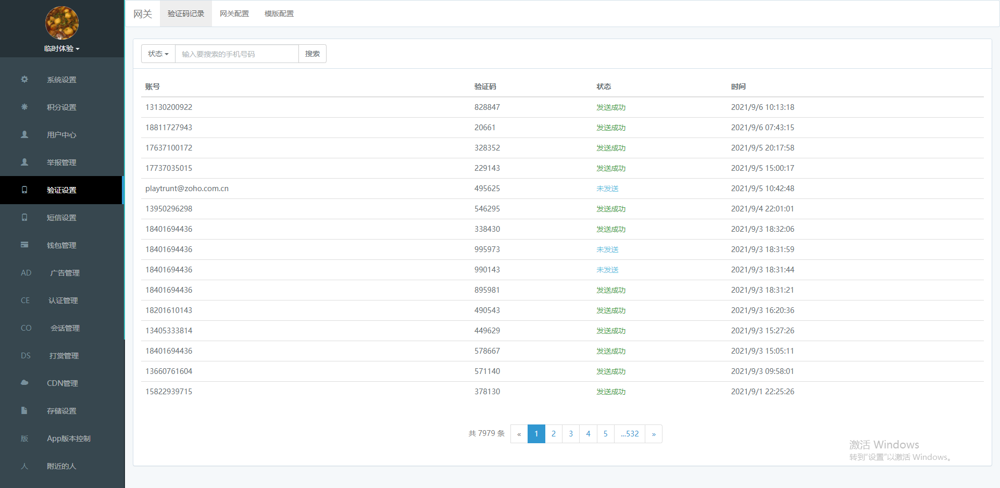 网关 验证码记录 网关配置 模版配置
临时体验
状态 输入要搜索的手机号码 搜索
系统设置
积分设置
用户中心
举报管理
验证设置
短信设置
钱包管理
AD 广告管理
CE 认证管理
CO 会话管理
DS 打赏管理
CDN管理
存储设置
版 App版本控制
人 附近的人
账号 验证码 状态 时间
13130200922 828847 发送成功 2021/9/6 10:13:18
18811727943 20661 发送成功 2021/9/6 07:43:15
17637100172 328352 发送成功 2021/9/5 20:17:58
17737035015 229143 发送成功 2021/9/5 15:00:17
playtrunt@zoho.com.cn 495625 未发送 2021/9/5 10:42:48
13950296298 546295 发送成功 2021/9/4 22:01:01
18401694436 338430 发送成功 2021/9/3 18:32:06
18401694436 995973 未发送 2021/9/3 18:31:59
18401694436 990143 未发送 2021/9/3 18:31:44
18401694436 895981 发送成功 2021/9/3 18:31:21
18201610143 490543 发送成功 2021/9/3 16:20:36
13405333814 449629 发送成功 2021/9/3 15:27:26
18401694436 578667 发送成功 2021/9/3 15:05:11
13660761604 571140 发送成功 2021/9/3 09:58:01
15822939715 378130 发送成功 2021/9/1 22:25:26
共 7979 条 « 1 2 3 4 5 ...532 »
激活 Windows
转到"设置"以激活 Windows。